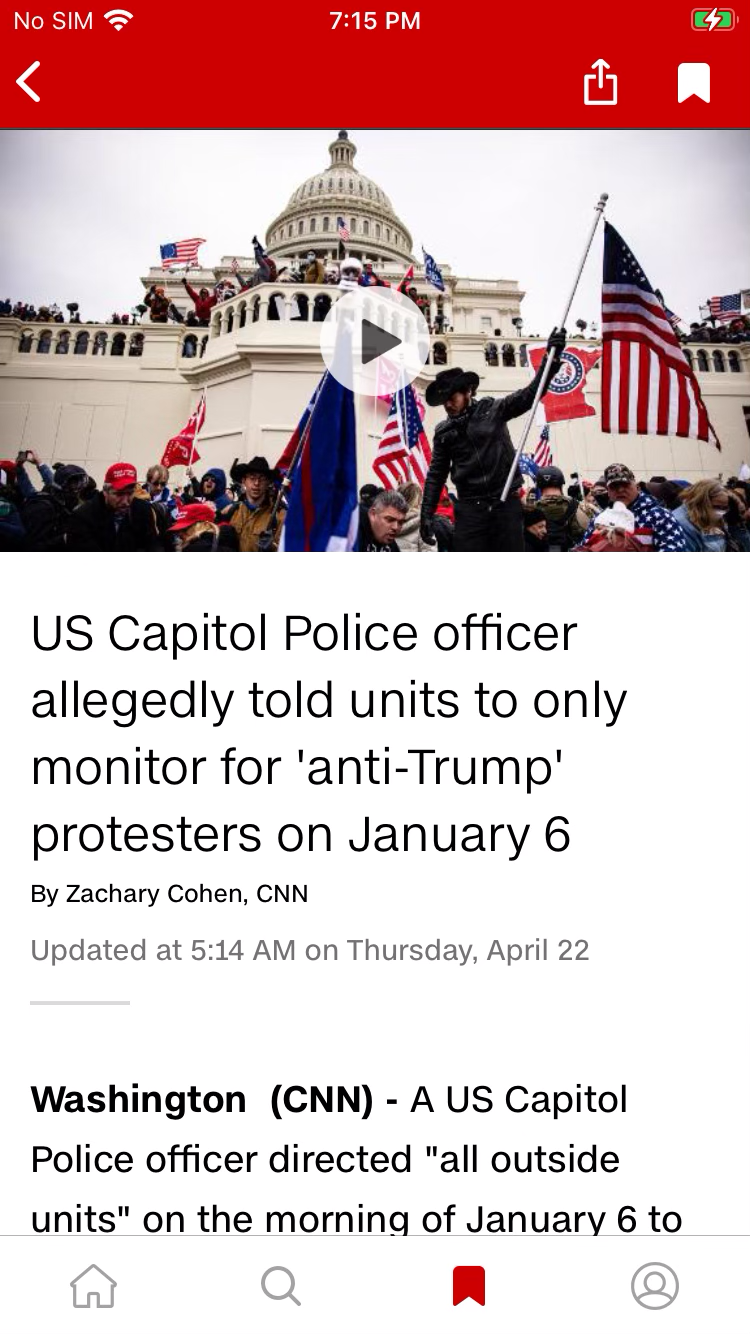 No SIM 7:15 PM
US Capitol Police officer
allegedly told units to only
monitor for 'anti-Trump'
protesters on January 6
By Zachary Cohen, CNN
Updated at 5:14 AM on Thursday, April 22
Washington (CNN) - A US Capitol
Police officer directed "all outside
units" on the morning of January 6 to